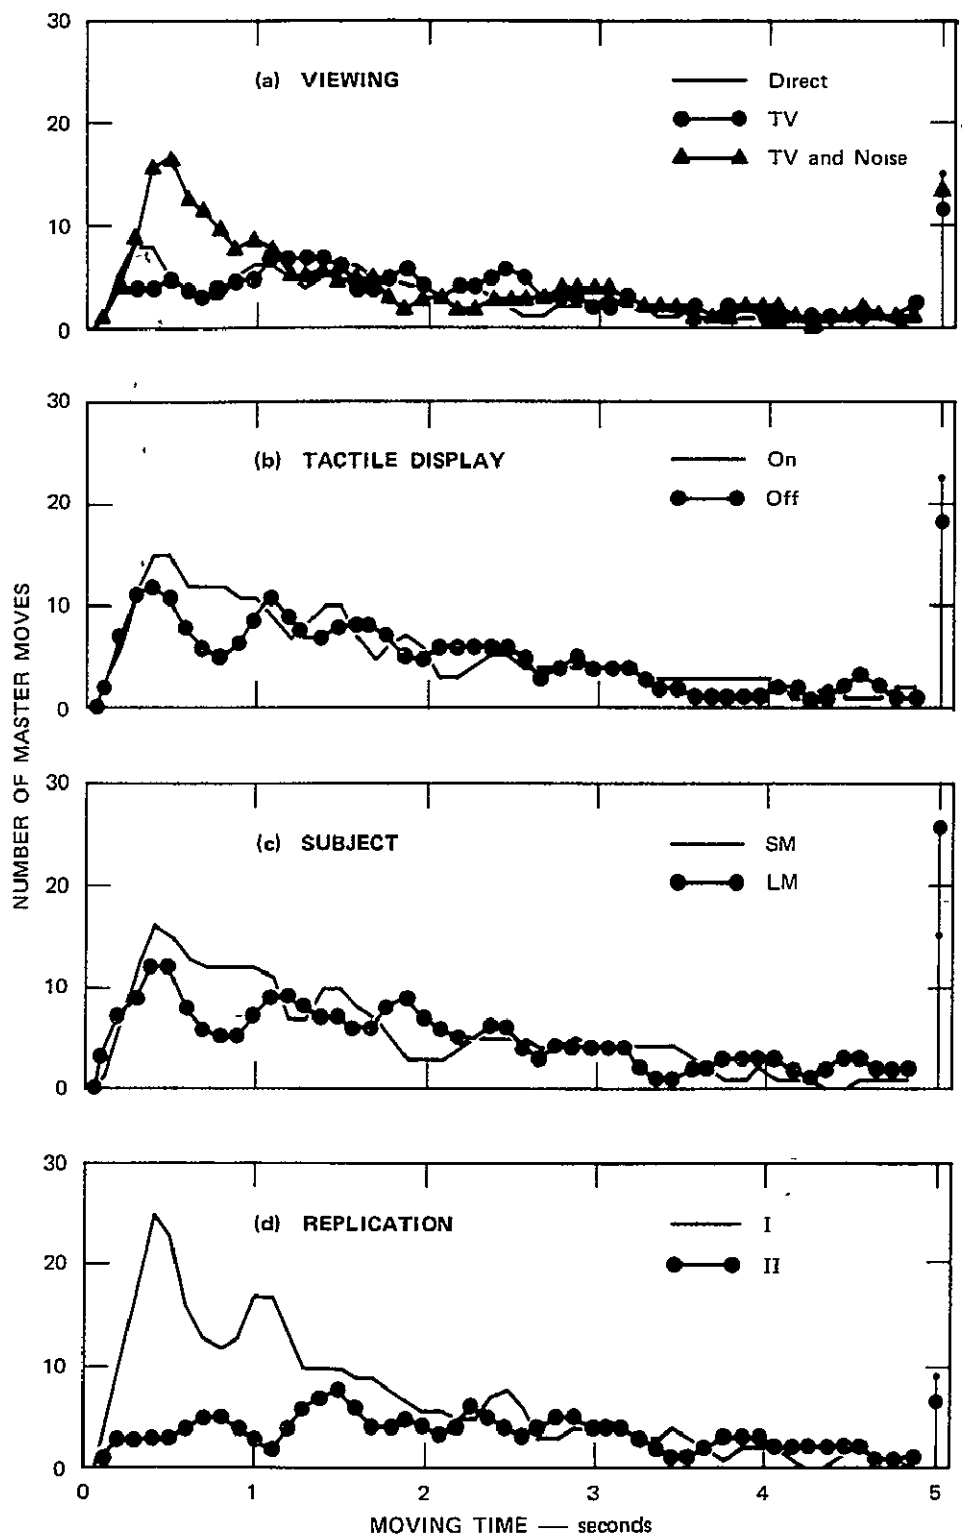 30
(a) VIEWING
Direct
20
TV
TV and Noise
10
0
30
(b) TACTILE DISPLAY
On
20
Off
10
0
NUMBER OF MASTER MOVES
30
(c) SUBJECT
SM
20
LM
10
0
30
(d) REPLICATION
I
20
II
10
0
0 1 2 3 4 5
MOVING TIME — seconds